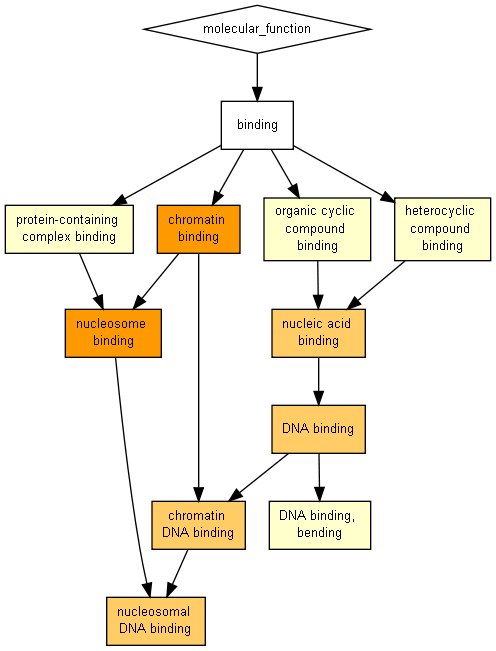 molecular_function
binding
protein-containing
complex binding
chromatin
binding
organic cyclic
compound
binding
heterocyclic
compound
binding
nucleosome
binding
nucleic acid
binding
DNA binding
chromatin
DNA binding
DNA binding,
bending
nucleosomal
DNA binding